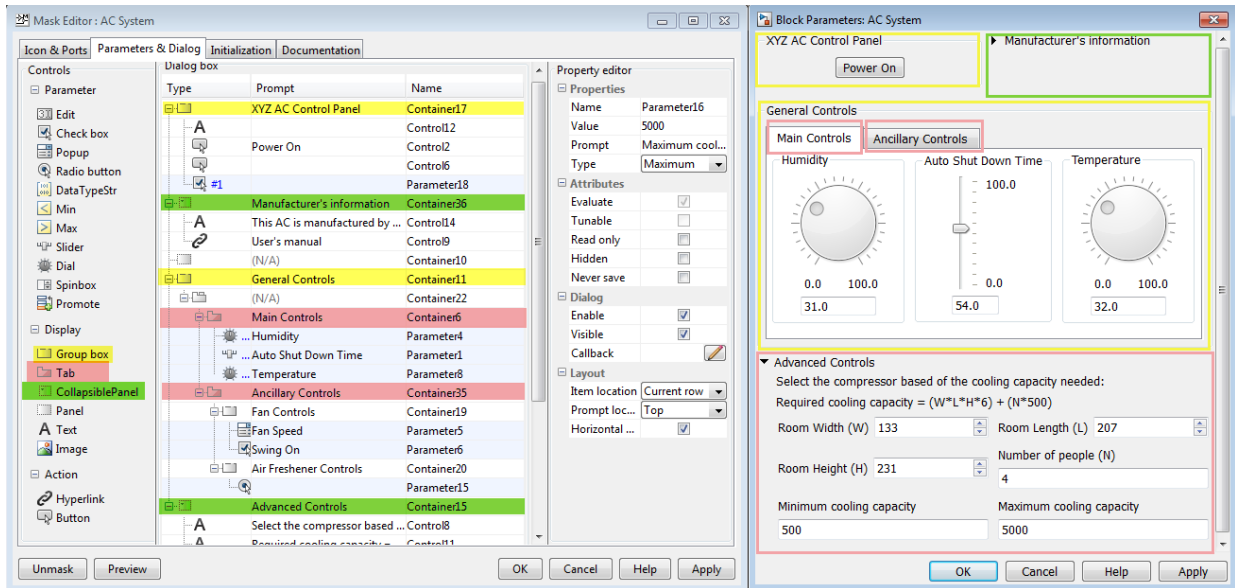 Mask Editor : AC System
Icon & Ports Parameters & Dialog Initialization Documentation
Controls
Parameter
Edit
Check box
Popup
Radio button
DataTypeStr
Min
Max
Slider
Dial
Spinbox
Promote
Display
Group box
Tab
CollapsiblePanel
Panel
A Text
Image
Action
Hyperlink
Button
Dialog box
Type Prompt Name
XYZ AC Control Panel Container17
A Control12
Power On Control2
Control6
#1 Parameter18
Manufacturer's information Container36
A This AC is manufactured by ... Control14
User's manual Control9
(N/A) Container10
General Controls Container11
(N/A) Container22
Main Controls Container6
... Humidity Parameter4
... Auto Shut Down Time Parameter1
... Temperature Parameter8
Ancillary Controls Container35
Fan Controls Container19
Fan Speed Parameter5
Swing On Parameter6
Air Freshener Controls Container20
Parameter15
Advanced Controls Container15
A Select the compressor based ... Control8
A Required cooling capacity = Control11
Property editor
Properties
Name Parameter16
Value 5000
Prompt Maximum cool...
Type Maximum
Attributes
Evaluate
Tunable
Read only
Hidden
Never save
Dialog
Enable
Visible
Callback
Layout
Item location Current row
Prompt loc... Top
Horizontal ...
Unmask Preview OK Cancel Help Apply
Block Parameters: AC System
XYZ AC Control Panel
Power On
Manufacturer's information
General Controls
Main Controls Ancillary Controls
Humidity Auto Shut Down Time Temperature
100.0
0.0 100.0 0.0 0.0 100.0
31.0 54.0 32.0
Advanced Controls
Select the compressor based of the cooling capacity needed:
Required cooling capacity = (W*L*H*6) + (N*500)
Room Width (W) 133 Room Length (L) 207
Room Height (H) 231
Number of people (N)
4
Minimum cooling capacity Maximum cooling capacity
500 5000
OK Cancel Help Apply